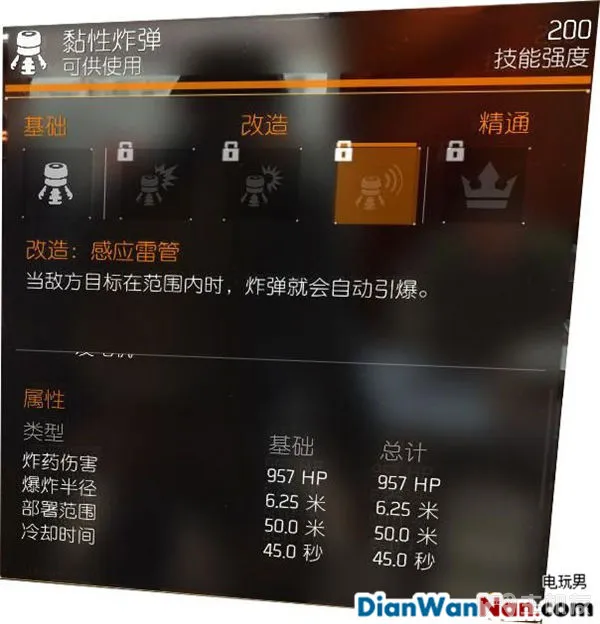 黏性炸弹
可供使用
200
技能强度
基础
改造
精通
改造：感应雷管
当敌方目标在范围内时，炸弹就会自动引爆。
属性
类型 基础 总计
炸药伤害 957 HP 957 HP
爆炸半径 6.25 米 6.25 米
部署范围 50.0 米 50.0 米
冷却时间 45.0 秒 45.0 秒
电玩男
DianWanNan.com